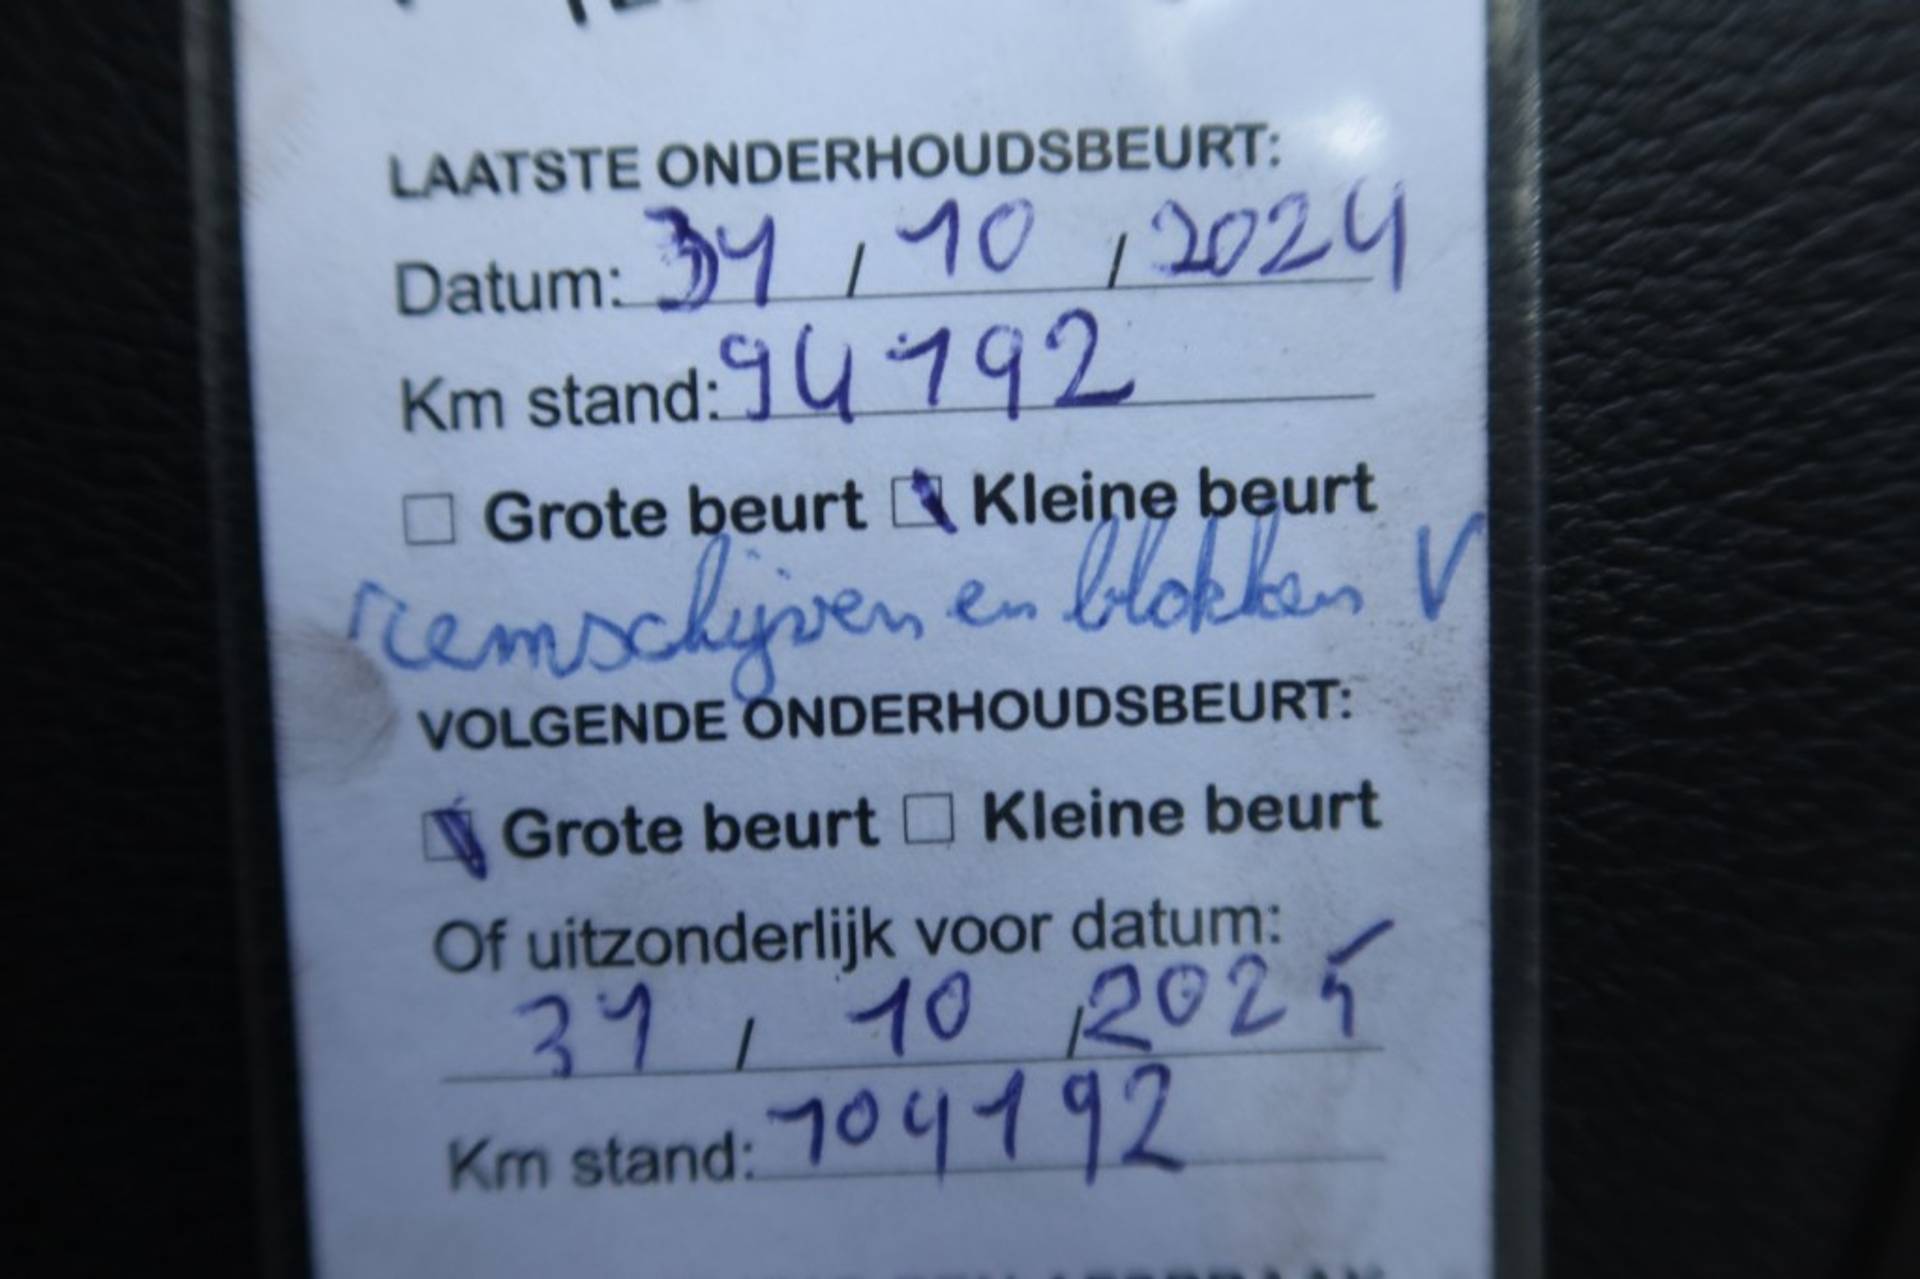 LAATSTE ONDERHOUDSBEURT:
Datum: 31 / 10 / 2024
Km stand: 94192
Grote beurt Kleine beurt
remschijven en blokken V
VOLGENDE ONDERHOUDSBEURT:
Grote beurt Kleine beurt
Of uitzonderlijk voor datum:
31 / 10 / 2025
Km stand: 104192